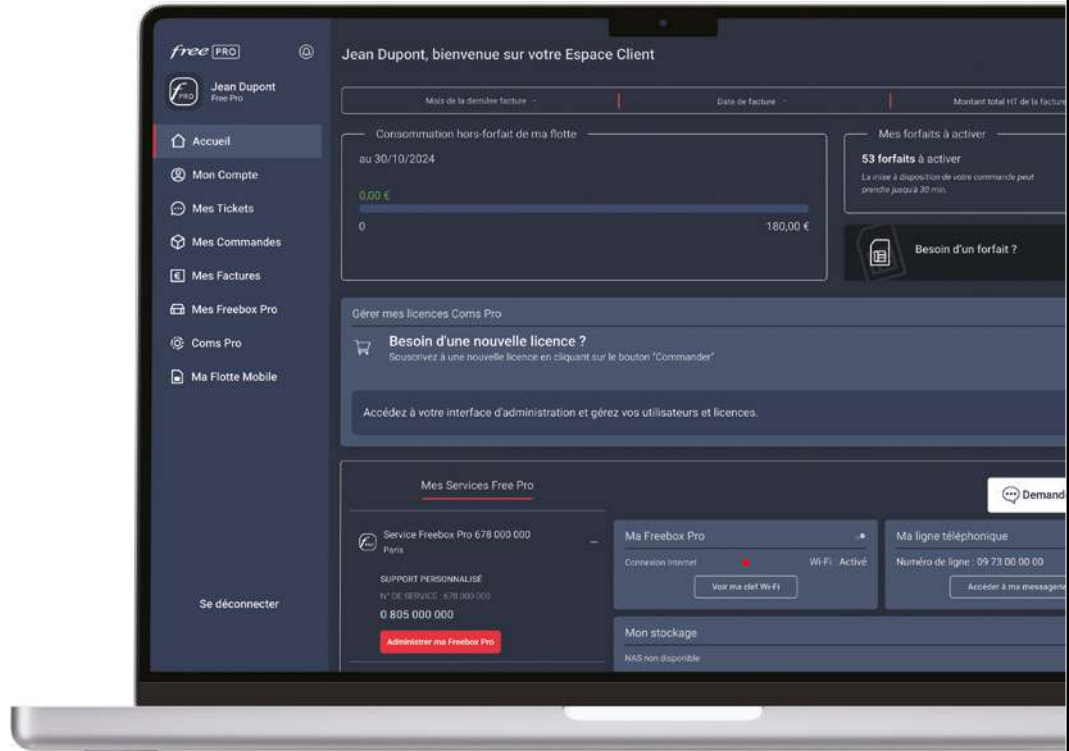 free PRO
Jean Dupont
Free Pro
Accueil
Mon Compte
Mes Tickets
Mes Commandes
Mes Factures
Mes Freebox Pro
Coms Pro
Ma Flotte Mobile
Se déconnecter
Jean Dupont, bienvenue sur votre Espace Client
Mois de la dernière facture -
Date de facture -
Montant total HT de la facture
Consommation hors-forfait de ma flotte
au 30/10/2024
0,00 €
0
180,00 €
Mes forfaits à activer
53 forfaits à activer
La mise à disposition de votre commande peut
prendre jusqu'à 30 min.
Besoin d'un forfait ?
Gérer mes licences Coms Pro
Besoin d'une nouvelle licence ?
Souscrivez à une nouvelle licence en cliquant sur le bouton "Commander"
Accédez à votre interface d'administration et gérez vos utilisateurs et licences.
Mes Services Free Pro
Demand
Service Freebox Pro 678 000 000
Paris
SUPPORT PERSONNALISÉ
N° DE SERVICE : 678 000 000
0 805 000 000
Administrer ma Freebox Pro
Ma Freebox Pro
Connexion Internet
Wi-Fi : Activé
Voir ma clef Wi-Fi
Ma ligne téléphonique
Numéro de ligne : 09 73 00 00 00
Accéder à ma messagerie
Mon stockage
NAS non disponible